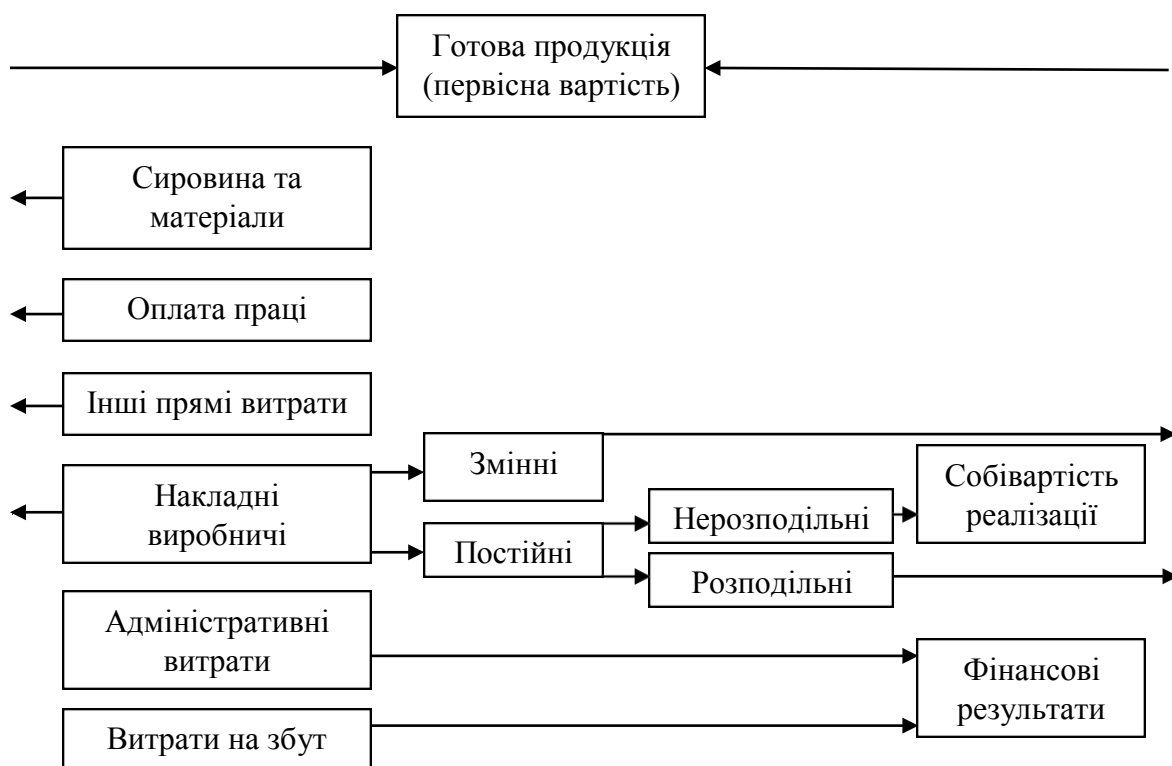 Готова продукція
(первісна вартість)
Сировина та
матеріали
Оплата праці
Інші прямі витрати
Накладні
виробничі
Змінні
Постійні
Нерозподільні
Розподільні
Собівартість
реалізації
Адміністративні
витрати
Витрати на збут
Фінансові
результати